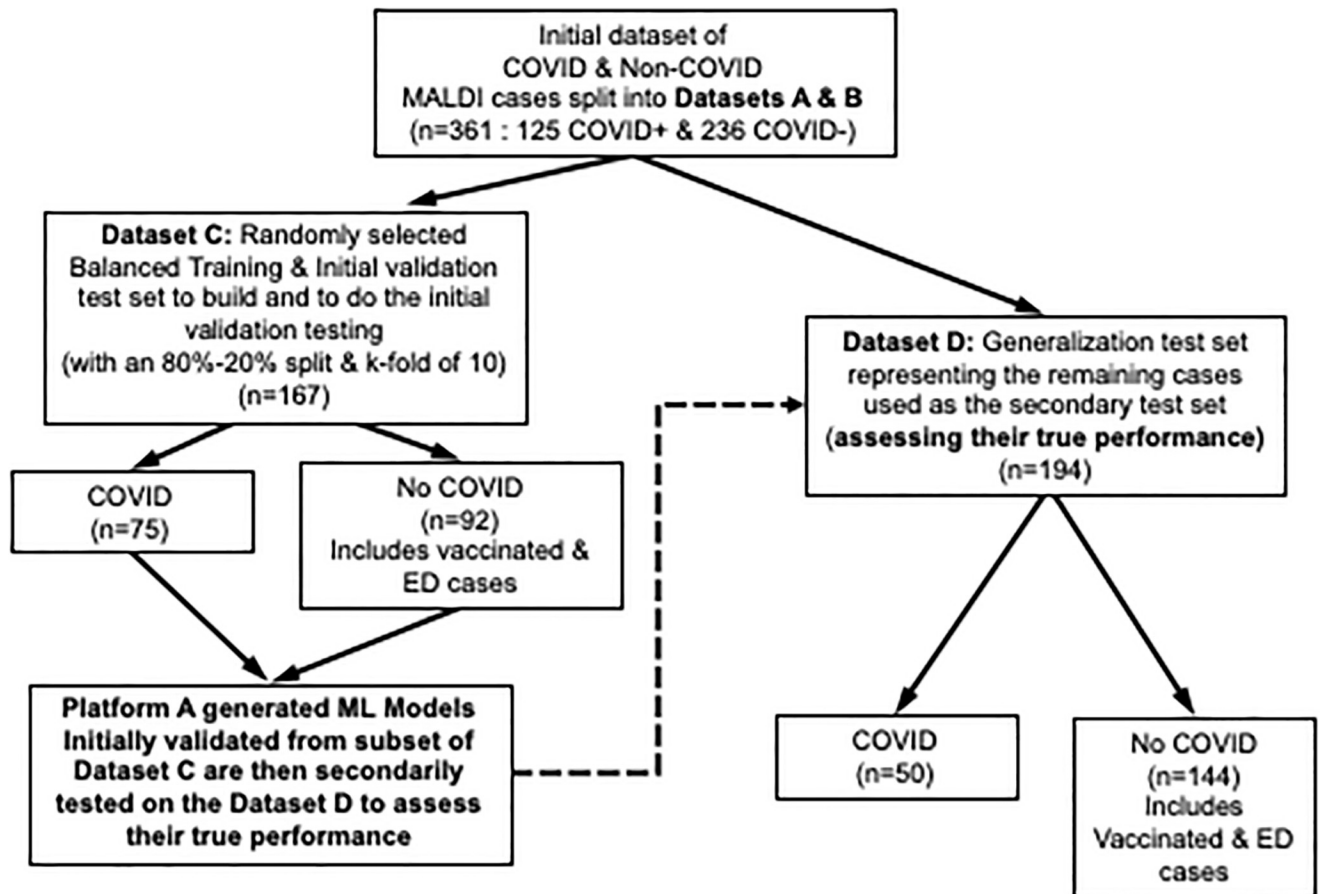 Initial dataset of
COVID & Non-COVID
MALDI cases split into Datasets A & B
(n=361 : 125 COVID+ & 236 COVID-)
Dataset C: Randomly selected
Balanced Training & Initial validation
test set to build and to do the initial
validation testing
(with an 80%-20% split & k-fold of 10)
(n=167)
Dataset D: Generalization test set
representing the remaining cases
used as the secondary test set
(assessing their true performance)
(n=194)
COVID
(n=75)
No COVID
(n=92)
Includes vaccinated &
ED cases
Platform A generated ML Models
Initially validated from subset of
Dataset C are then secondarily
tested on the Dataset D to assess
their true performance
COVID
(n=50)
No COVID
(n=144)
Includes
Vaccinated & ED
cases